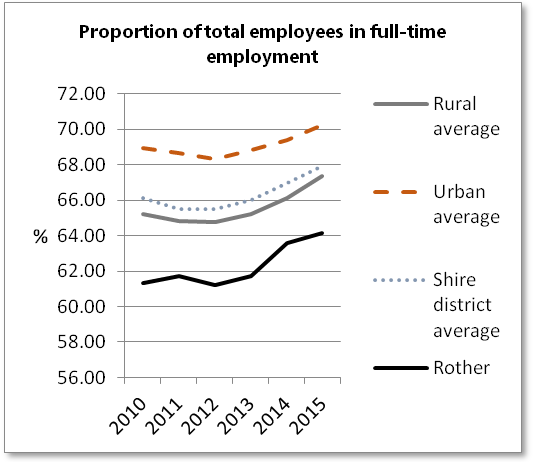 Proportion of total employees in full-time
employment
72.00
70.00
68.00
66.00
64.00
62.00
60.00
58.00
56.00
%
2010
2011
2012
2013
2014
2015
Rural
average
Urban
average
Shire
district
average
Rother